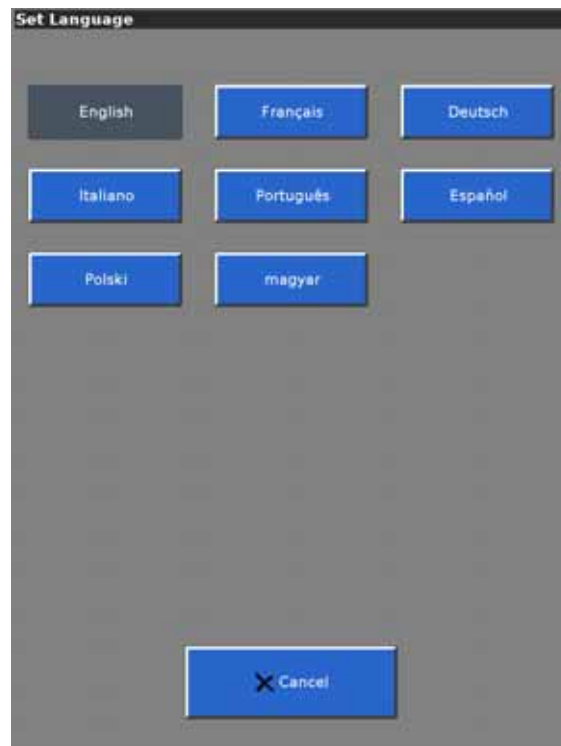 Set Language
English Français Deutsch
Italiano Português Español
Polski magyar
Cancel